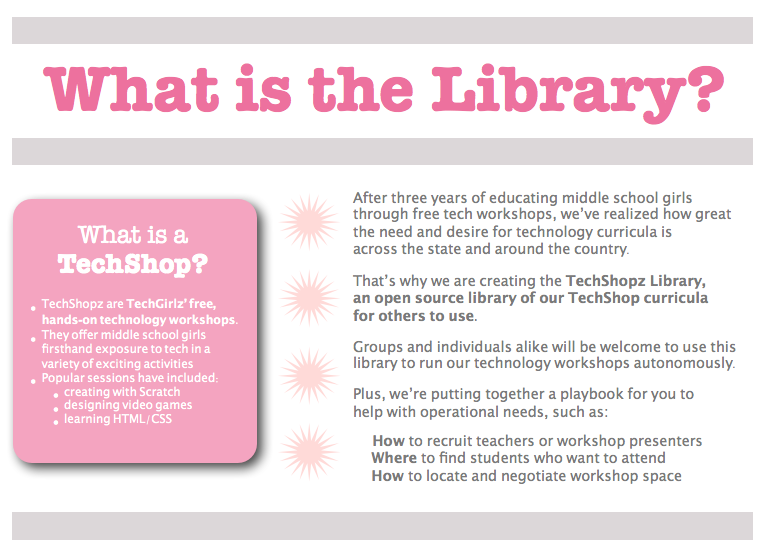 What is the Library?
What is a
TechShop?
TechShopz are TechGirlz’ free,
hands-on technology workshops.
They offer middle school girls
firsthand exposure to tech in a
variety of exciting activities
Popular sessions have included:
creating with Scratch
designing video games
learning HTML/CSS
After three years of educating middle school girls
through free tech workshops, we’ve realized how great
the need and desire for technology curricula is
across the state and around the country.
That’s why we are creating the TechShopz Library,
an open source library of our TechShop curricula
for others to use.
Groups and individuals alike will be welcome to use this
library to run our technology workshops autonomously.
Plus, we’re putting together a playbook for you to
help with operational needs, such as:
How to recruit teachers or workshop presenters
Where to find students who want to attend
How to locate and negotiate workshop space